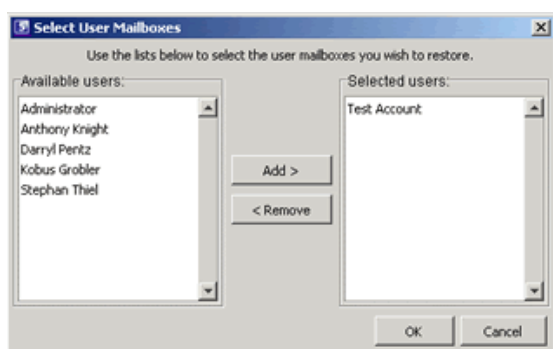 Select User Mailboxes
Use the lists below to select the user mailboxes you wish to restore.
Available users:
Administrator
Anthony Knight
Darryl Pentz
Kobus Grobler
Stephan Thiel
Add >
< Remove
Selected users:
Test Account
OK
Cancel